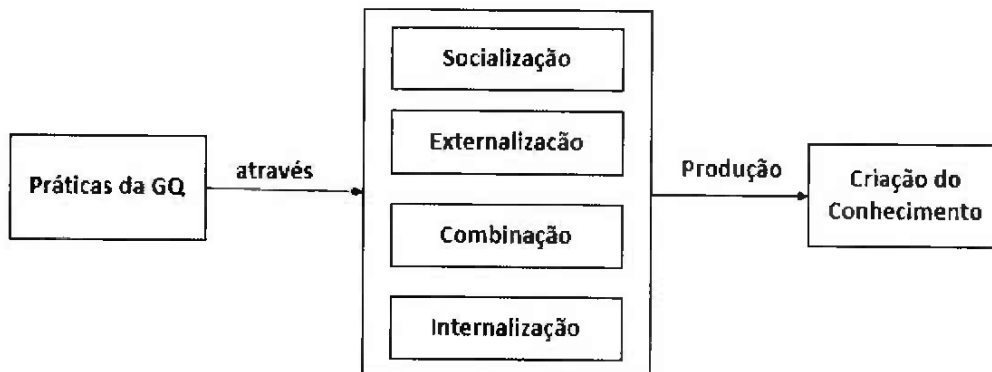 Socialização
Externalizacão
Práticas da GQ
através
Combinação
Internalização
Produção
Criação do
Conhecimento